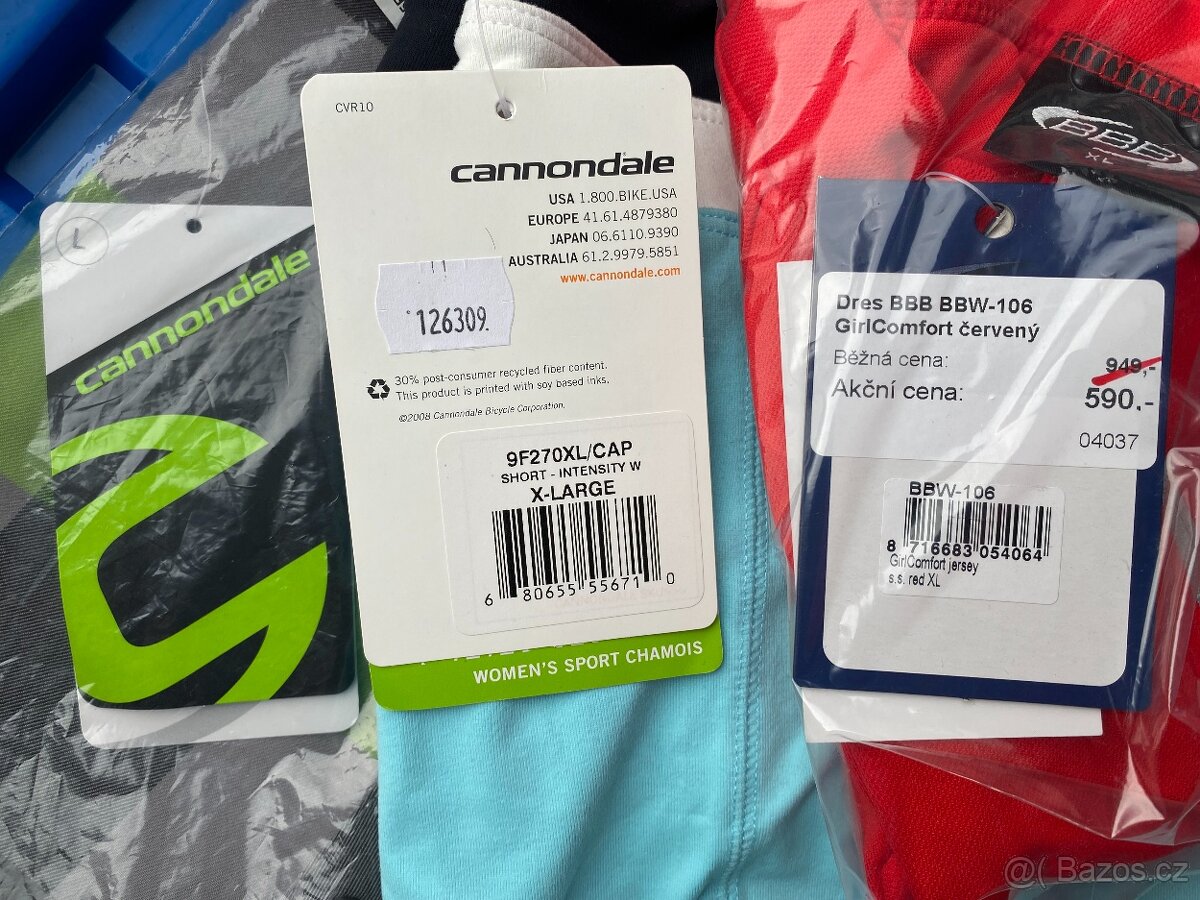 L
cannondale
CVR10
cannondale
USA 1.800.BIKE.USA
EUROPE 41.61.4879380
JAPAN 06.6110.9390
AUSTRALIA 61.2.9979.5851
www.cannondale.com
126309.
30% post-consumer recycled fiber content.
This product is printed with soy based inks.
©2008 Cannondale Bicycle Corporation.
9F270XL/CAP
SHORT - INTENSITY W
X-LARGE
6 80655 55671 0
WOMEN'S SPORT CHAMOIS
BBB
XL
Dres BBB BBW-106
GirlComfort červený
Běžná cena: 949,-
Akční cena: 590,-
04037
BBW-106
8 716683 054064
GirlComfort jersey
s.s. red XL
@( Bazos.cz